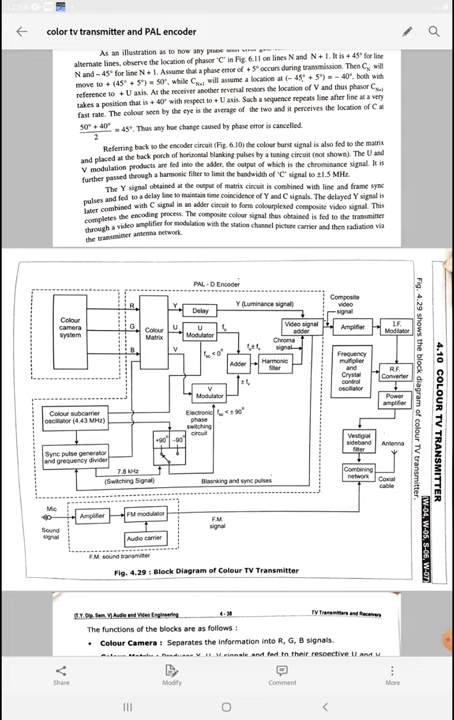 color tv transmitter and PAL encoder
As an illustration as to how any phase
alternate lines, observe the location of phasor 'C' in Fig. 6.11 on lines N and N + 1. It is + 45° for line
N and – 45° for line N + 1. Assume that a phase error of + 5° occurs during transmission. Then CN will
move to + (45° + 5°) = 50°, while CN+1 will assume a location at (– 45° + 5°) = – 40°, both with
reference to + U axis. At the receiver another reversal restors the location of V and thus phasor CN+1
takes a position that is + 40° with respect to + U axis. Such a sequence repeats line after line at a very
fast rate. The colour seen by the eye is the average of the two and it perceives the location of C at
50° + 40°
2
= 45°. Thus any hue change caused by phase error is cancelled.
Referring back to the encoder circuit (Fig. 6.10) the colour burst signal is also fed to the matrix
and placed at the back porch of horizontal blanking pulses by a tuning circuit (not shown). The U and
V modulation products are fed into the adder, the output of which is the chrominance signal. It is
further passed through a harmonic filter to limit the bandwidth of 'C' signal to ±1.5 MHz.
The Y signal obtained at the output of matrix circuit is combined with line and frame sync
pulses and fed to a delay line to maintain time coincidence of Y and C signals. The delayed Y signal is
later combined with C signal in an adder circuit to form colourplexed composite video signal. This
completes the encoding process. The composite colour signal thus obtained is fed to the transmitter
through a video amplifier for modulation with the station channel picture carrier and then radiation via
the transmitter antenna network.
4.10 COLOUR TV TRANSMITTER
W-04, W-05, S-06, W-07
Fig. 4.29 shows the block diagram of colour TV transmitter.
PAL - D Encoder
Colour
camera
system
R
G
B
Colour
Matrix
Y
U
V
Delay
Y (Luminance signal)
U
Modulator
Adder
Harmonic
filter
Chroma
signal
Video signal
adder
Composite
video
signal
Amplifier
I.F.
Modlator
Frequency
multiplier
and
Crystal
control
oscillator
R.F.
Converter
Power
amplifier
V
Modulator
Colour subcarrier
oscillator (4.43 MHz)
+90° –90°
Electronic
phase
switching
circuit
Sync pulse generator
and grequency divider
7.8 kHz
(Switching Signal)
Blasnking and sync pulses
Vestigial
sideband
filter
Antenna
Combining
network
Coxial
cable
Mic
Sound
signal
Amplifier
FM modulator
Audio carrier
F.M.
signal
F.M. sound transmitter
Fig. 4.29 : Block Diagram of Colour TV Transmitter
(T.Y. Dip. Sem. V) Audio and Video Engineering
4 - 38
TV Transmitters and Receivers
The functions of the blocks are as follows :
• Colour Camera : Separates the information into R, G, B signals.
Share
Modify
Comment
More